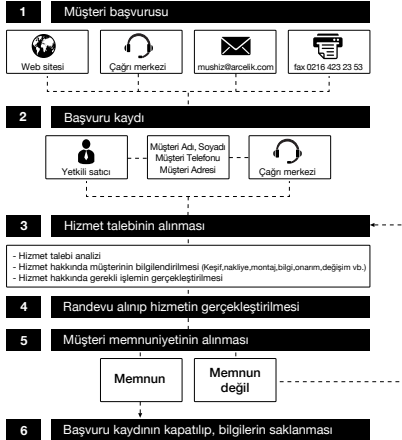 1 Müşteri başvurusu
Web sitesi
Çağrı merkezi
mushiz@arcelik.com
fax 0216 423 23 53
2 Başvuru kaydı
Yetkili satıcı
Müşteri Adı, Soyadı
Müşteri Telefonu
Müşteri Adresi
Çağrı merkezi
3 Hizmet talebinin alınması
- Hizmet talebi analizi
- Hizmet hakkında müşterinin bilgilendirilmesi (Keşif,nakliye,montaj,bilgi,onarım,değişim vb.)
- Hizmet hakkında gerekli işlemin gerçekleştirilmesi
4 Randevu alınıp hizmetin gerçekleştirilmesi
5 Müşteri memnuniyetinin alınması
Memnun
Memnun
değil
6 Başvuru kaydının kapatılıp, bilgilerin saklanması